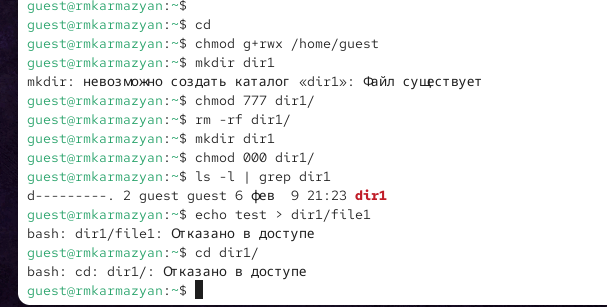 guest@rmkarmazyan:~$
guest@rmkarmazyan:~$ cd
guest@rmkarmazyan:~$ chmod g+rwx /home/guest
guest@rmkarmazyan:~$ mkdir dir1
mkdir: невозможно создать каталог «dir1»: Файл существует
guest@rmkarmazyan:~$ chmod 777 dir1/
guest@rmkarmazyan:~$ rm -rf dir1/
guest@rmkarmazyan:~$ mkdir dir1
guest@rmkarmazyan:~$ chmod 000 dir1/
guest@rmkarmazyan:~$ ls -l | grep dir1
d---------. 2 guest guest 6 фев  9 21:23 dir1
guest@rmkarmazyan:~$ echo test > dir1/file1
bash: dir1/file1: Отказано в доступе
guest@rmkarmazyan:~$ cd dir1/
bash: cd: dir1/: Отказано в доступе
guest@rmkarmazyan:~$